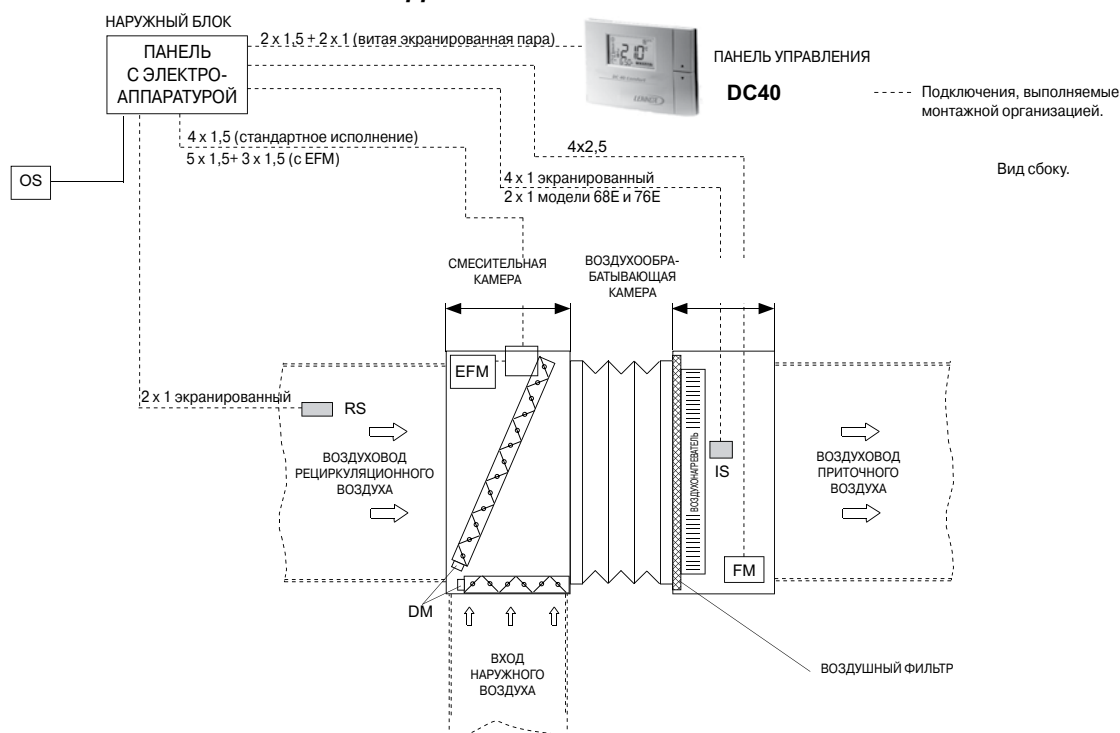 НАРУЖНЫЙ БЛОК
ПАНЕЛЬ
С ЭЛЕКТРО-
АППАРАТУРОЙ
2 x 1,5 + 2 x 1 (витая экранированная пара)
ПАНЕЛЬ УПРАВЛЕНИЯ
DC40
LENNOX
Подключения, выполняемые
монтажной организацией.
Вид сбоку.
OS
4 x 1,5 (стандартное исполнение)
5 x 1,5+ 3 x 1,5 (с EFM)
4x2,5
4 x 1 экранированный
2 x 1 модели 68E и 76E
СМЕСИТЕЛЬНАЯ
КАМЕРА
ВОЗДУХООБРА-
БАТЫВАЮЩАЯ
КАМЕРА
EFM
2 x 1 экранированный
RS
ВОЗДУХОВОД
РЕЦИРКУЛЯЦИОННОГО
ВОЗДУХА
ВОЗДУХОНАГРЕВАТЕЛЬ
IS
ВОЗДУХОВОД
ПРИТОЧНОГО
ВОЗДУХА
FM
DM
ВХОД
НАРУЖНОГО
ВОЗДУХА
ВОЗДУШНЫЙ ФИЛЬТР